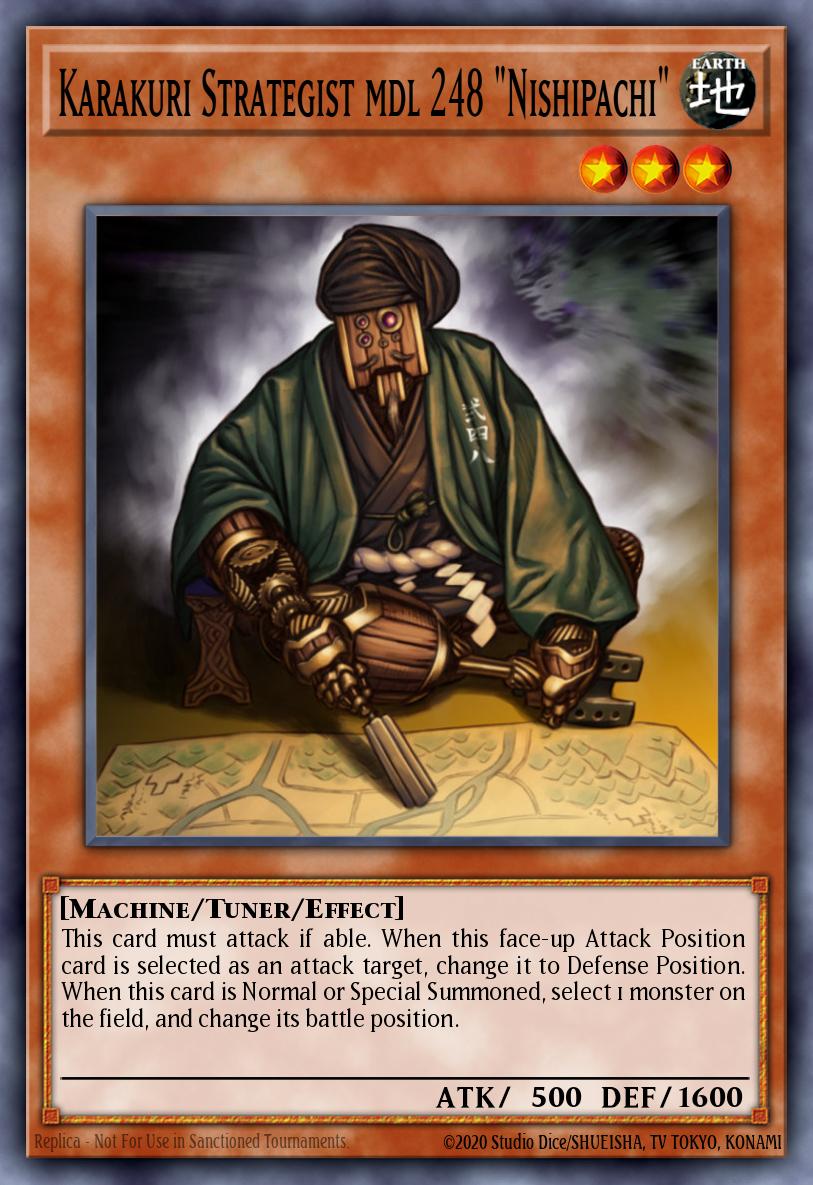 Karakuri Strategist mdl 248 "Nishipachi"
EARTH
地
弐四八
[Machine/Tuner/Effect]
This card must attack if able. When this face-up Attack Position
card is selected as an attack target, change it to Defense Position.
When this card is Normal or Special Summoned, select 1 monster on
the field, and change its battle position.
ATK/ 500 DEF/1600
Replica - Not For Use in Sanctioned Tournaments.
©2020 Studio Dice/SHUEISHA, TV TOKYO, KONAMI